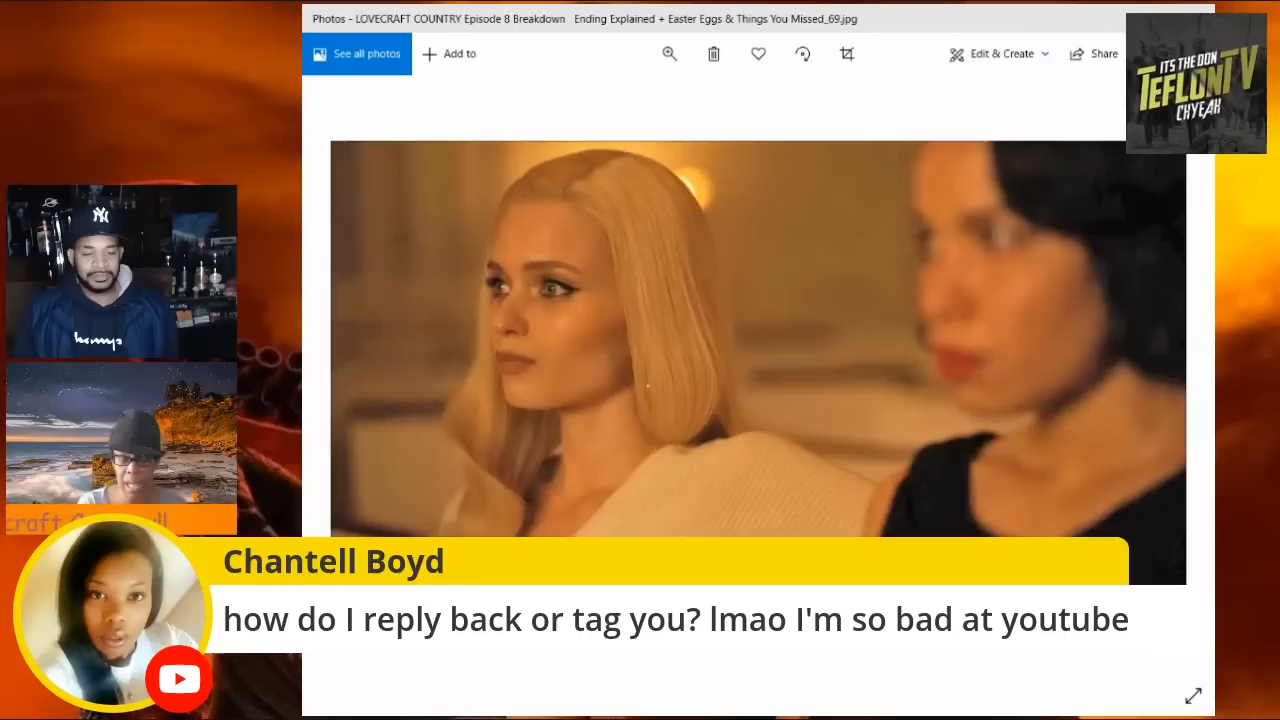 Photos - LOVECRAFT COUNTRY Episode 8 Breakdown Ending Explained + Easter Eggs & Things You Missed_69.jpg
See all photos
Add to
Edit & Create
Share
IT'S THE DON
TEFLONTV
CHYEAH
NY
Chantell Boyd
how do I reply back or tag you? lmao I'm so bad at youtube